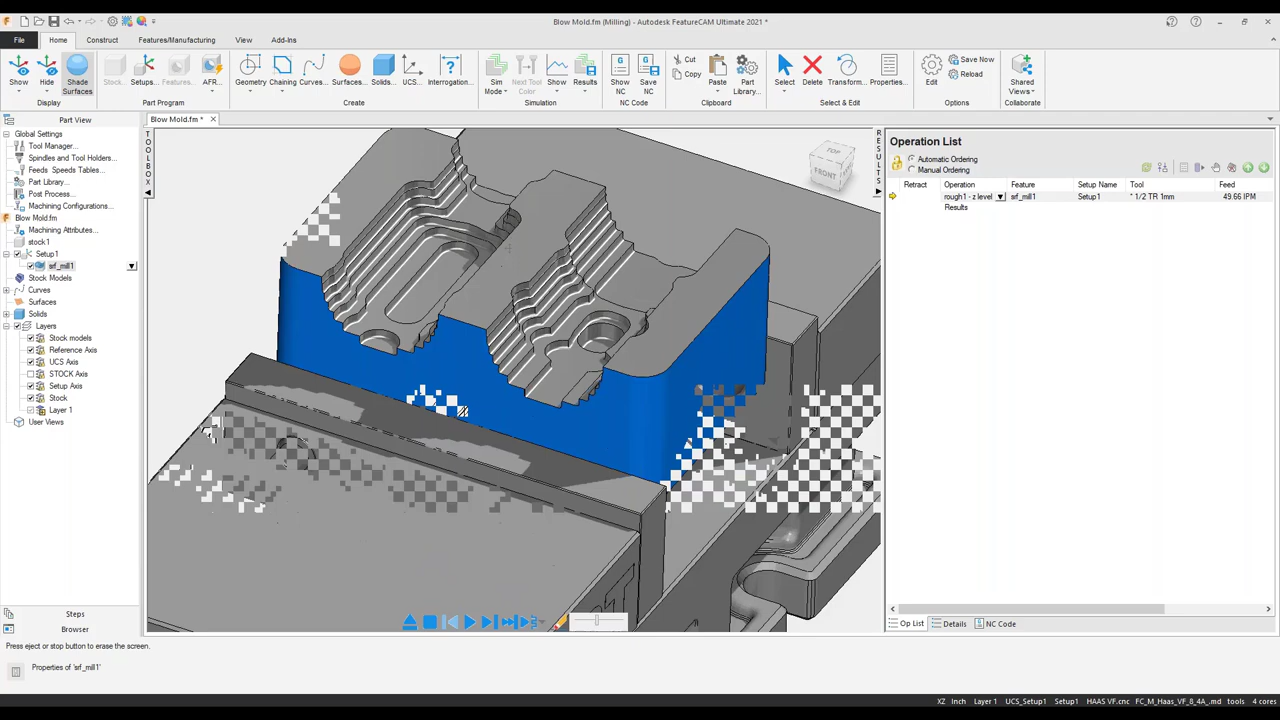 Blow Mold.fm (Milling) - Autodesk FeatureCAM Ultimate 2021 *
File Home Construct Features/Manufacturing View Add-Ins
Show Hide Shade Surfaces Stock... Setups... Features... AFR... Geometry Chaining Curves... Surfaces... Solids... UCS... Interrogation... Sim Mode Next Tool Color Show Results Show NC Save NC Paste Cut Copy Part Library... Select Delete Transform... Properties... Edit Save Now Reload Shared Views
Display Part Program Create Simulation NC Code Clipboard Select & Edit Options Collaborate
Part View
Blow Mold.fm *
Global Settings
Tool Manager...
Spindles and Tool Holders...
Feeds Speeds Tables...
Part Library...
Post Process...
Machining Configurations...
Blow Mold.fm
Machining Attributes...
stock1
Setup1
srf_mill1
Stock Models
Curves
Surfaces
Solids
Layers
Stock models
Reference Axis
UCS Axis
STOCK Axis
Setup Axis
Stock
Layer 1
User Views
Steps
Browser
TOOLBOX
TOP
FRONT
RESULTS
Operation List
Automatic Ordering
Manual Ordering
Retract Operation Feature Setup Name Tool Feed
rough1 - z level srf_mill1 Setup1 * 1/2 TR 1mm 49.66 IPM
Results
Op List Details NC Code
Press eject or stop button to erase the screen.
Properties of 'srf_mill1'
XZ Inch Layer 1 UCS_Setup1 Setup1 HAAS VF.cnc FC_M_Haas_VF_8_4A_.md tools 4 cores